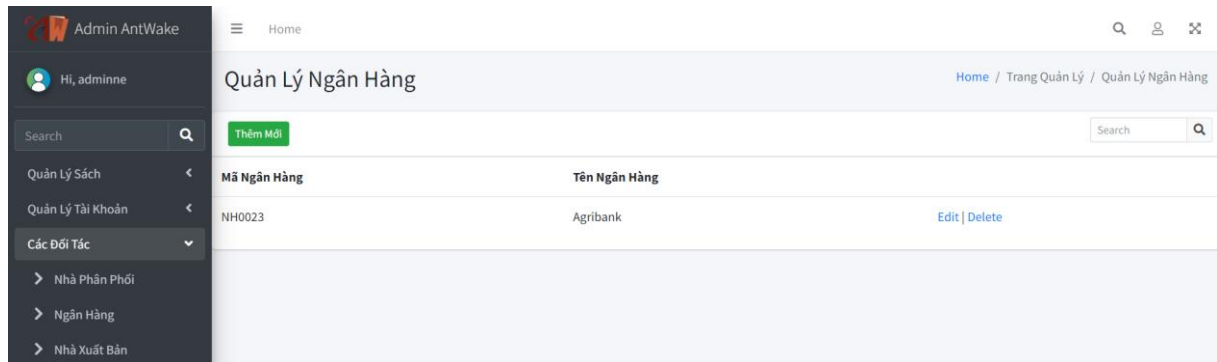 Admin AntWake
Home
Hi, adminne
Quản Lý Ngân Hàng
Home / Trang Quản Lý / Quản Lý Ngân Hàng
Search
Thêm Mới
Search
Quản Lý Sách
Quản Lý Tài Khoản
Các Đối Tác
Nhà Phân Phối
Ngân Hàng
Nhà Xuất Bản
Mã Ngân Hàng Tên Ngân Hàng
NH0023 Agribank Edit | Delete